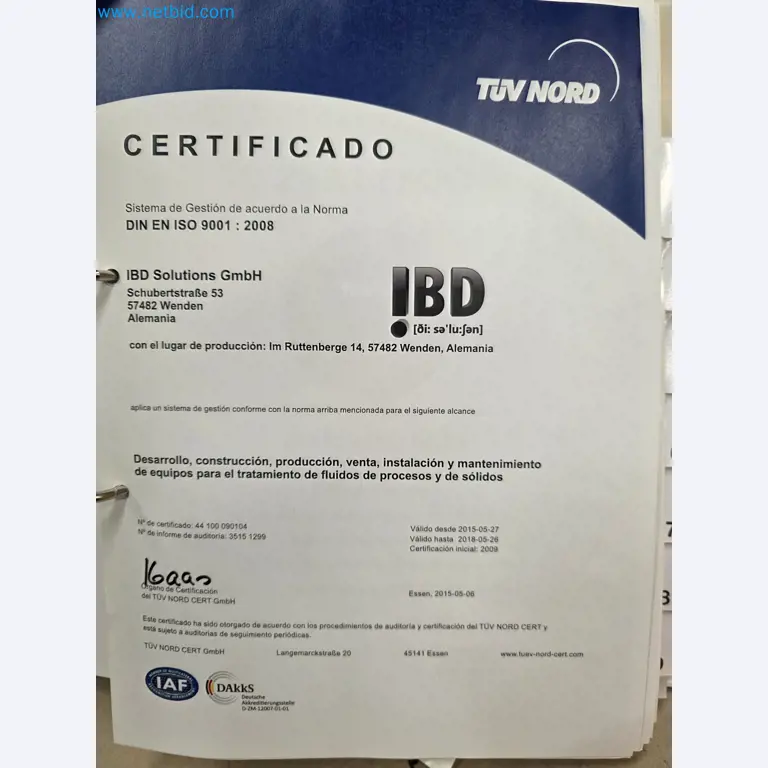 www.netbid.com
TÜV NORD
CERTIFICADO
Sistema de Gestión de acuerdo a la Norma
DIN EN ISO 9001 : 2008
IBD Solutions GmbH
Schubertstraße 53
57482 Wenden
Alemania
IBD
[ði: səˈlu:ʃən]
con el lugar de producción: Im Ruttenberge 14, 57482 Wenden, Alemania
aplica un sistema de gestión conforme con la norma arriba mencionada para el siguiente alcance
Desarrollo, construcción, producción, venta, instalación y mantenimiento
de equipos para el tratamiento de fluidos de procesos y de sólidos
Nº de certificado: 44 100 090104
Nº de informe de auditoría: 3515 1299
Válido desde 2015-05-27
Válido hasta 2018-05-26
Certificación inicial: 2009
Órgano de Certificación
del TÜV NORD CERT GmbH
Essen, 2015-05-06
Este certificado ha sido otorgado de acuerdo con los procedimientos de auditoría y certificación del TÜV NORD CERT y
está sujeto a auditorías de seguimiento periódicas.
TÜV NORD CERT GmbH Langemarckstraße 20 45141 Essen www.tuev-nord-cert.com
IAF
DAkkS
Deutsche
Akkreditierungsstelle
D-ZM-12007-01-01